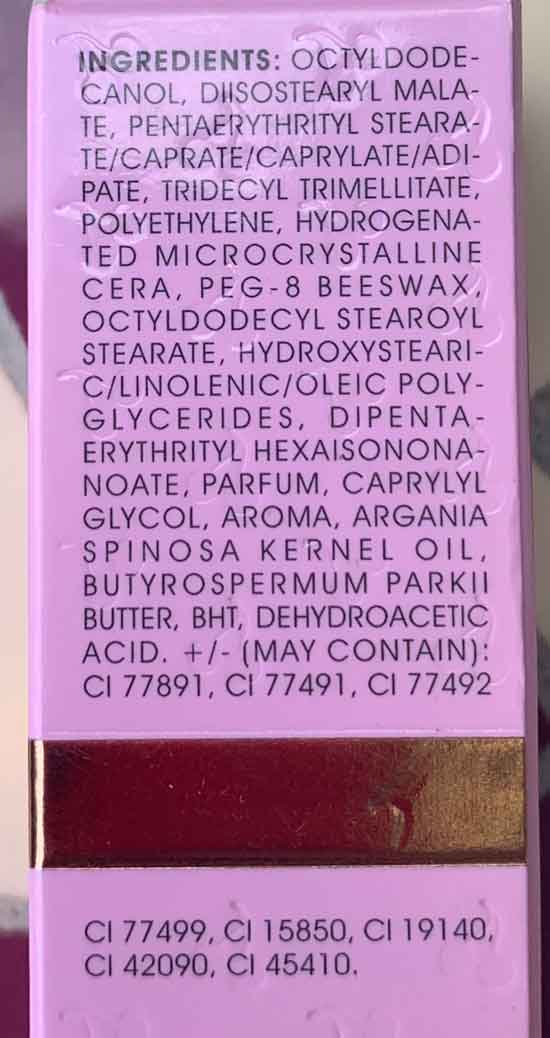 INGREDIENTS: OCTYLDODE-
CANOL, DIISOSTEARYL MALA-
TE, PENTAERYTHRITYL STEARA-
TE/CAPRATE/CAPRYLATE/ADI-
PATE, TRIDECYL TRIMELLITATE,
POLYETHYLENE, HYDROGENA-
TED MICROCRYSTALLINE
CERA, PEG-8 BEESWAX,
OCTYLDODECYL STEAROYL
STEARATE, HYDROXYSTEARI-
C/LINOLENIC/OLEIC POLY-
GLYCERIDES, DIPENTA-
ERYTHRITYL HEXAISONONA-
NOATE, PARFUM, CAPRYLYL
GLYCOL, AROMA, ARGANIA
SPINOSA KERNEL OIL,
BUTYROSPERMUM PARKII
BUTTER, BHT, DEHYDROACETIC
ACID. +/- (MAY CONTAIN):
CI 77891, CI 77491, CI 77492
CI 77499, CI 15850, CI 19140,
CI 42090, CI 45410.